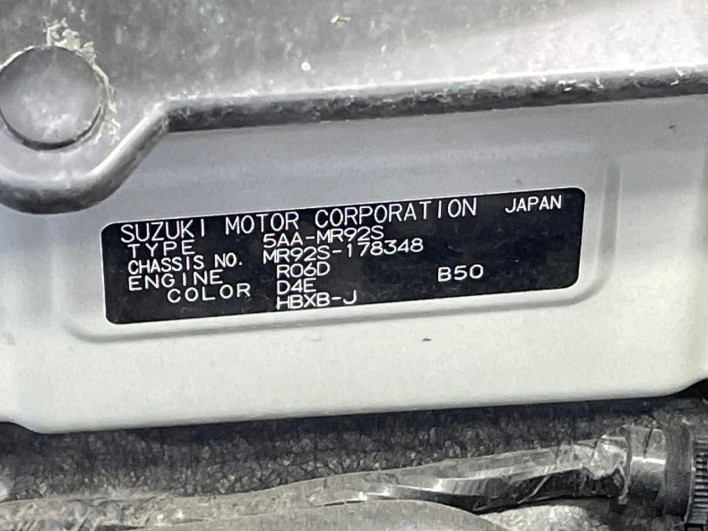 SUZUKI MOTOR CORPORATION JAPAN
TYPE 5AA-MR92S
CHASSIS NO. MR92S-178348
ENGINE R06D
COLOR D4E B50
HBXB-J